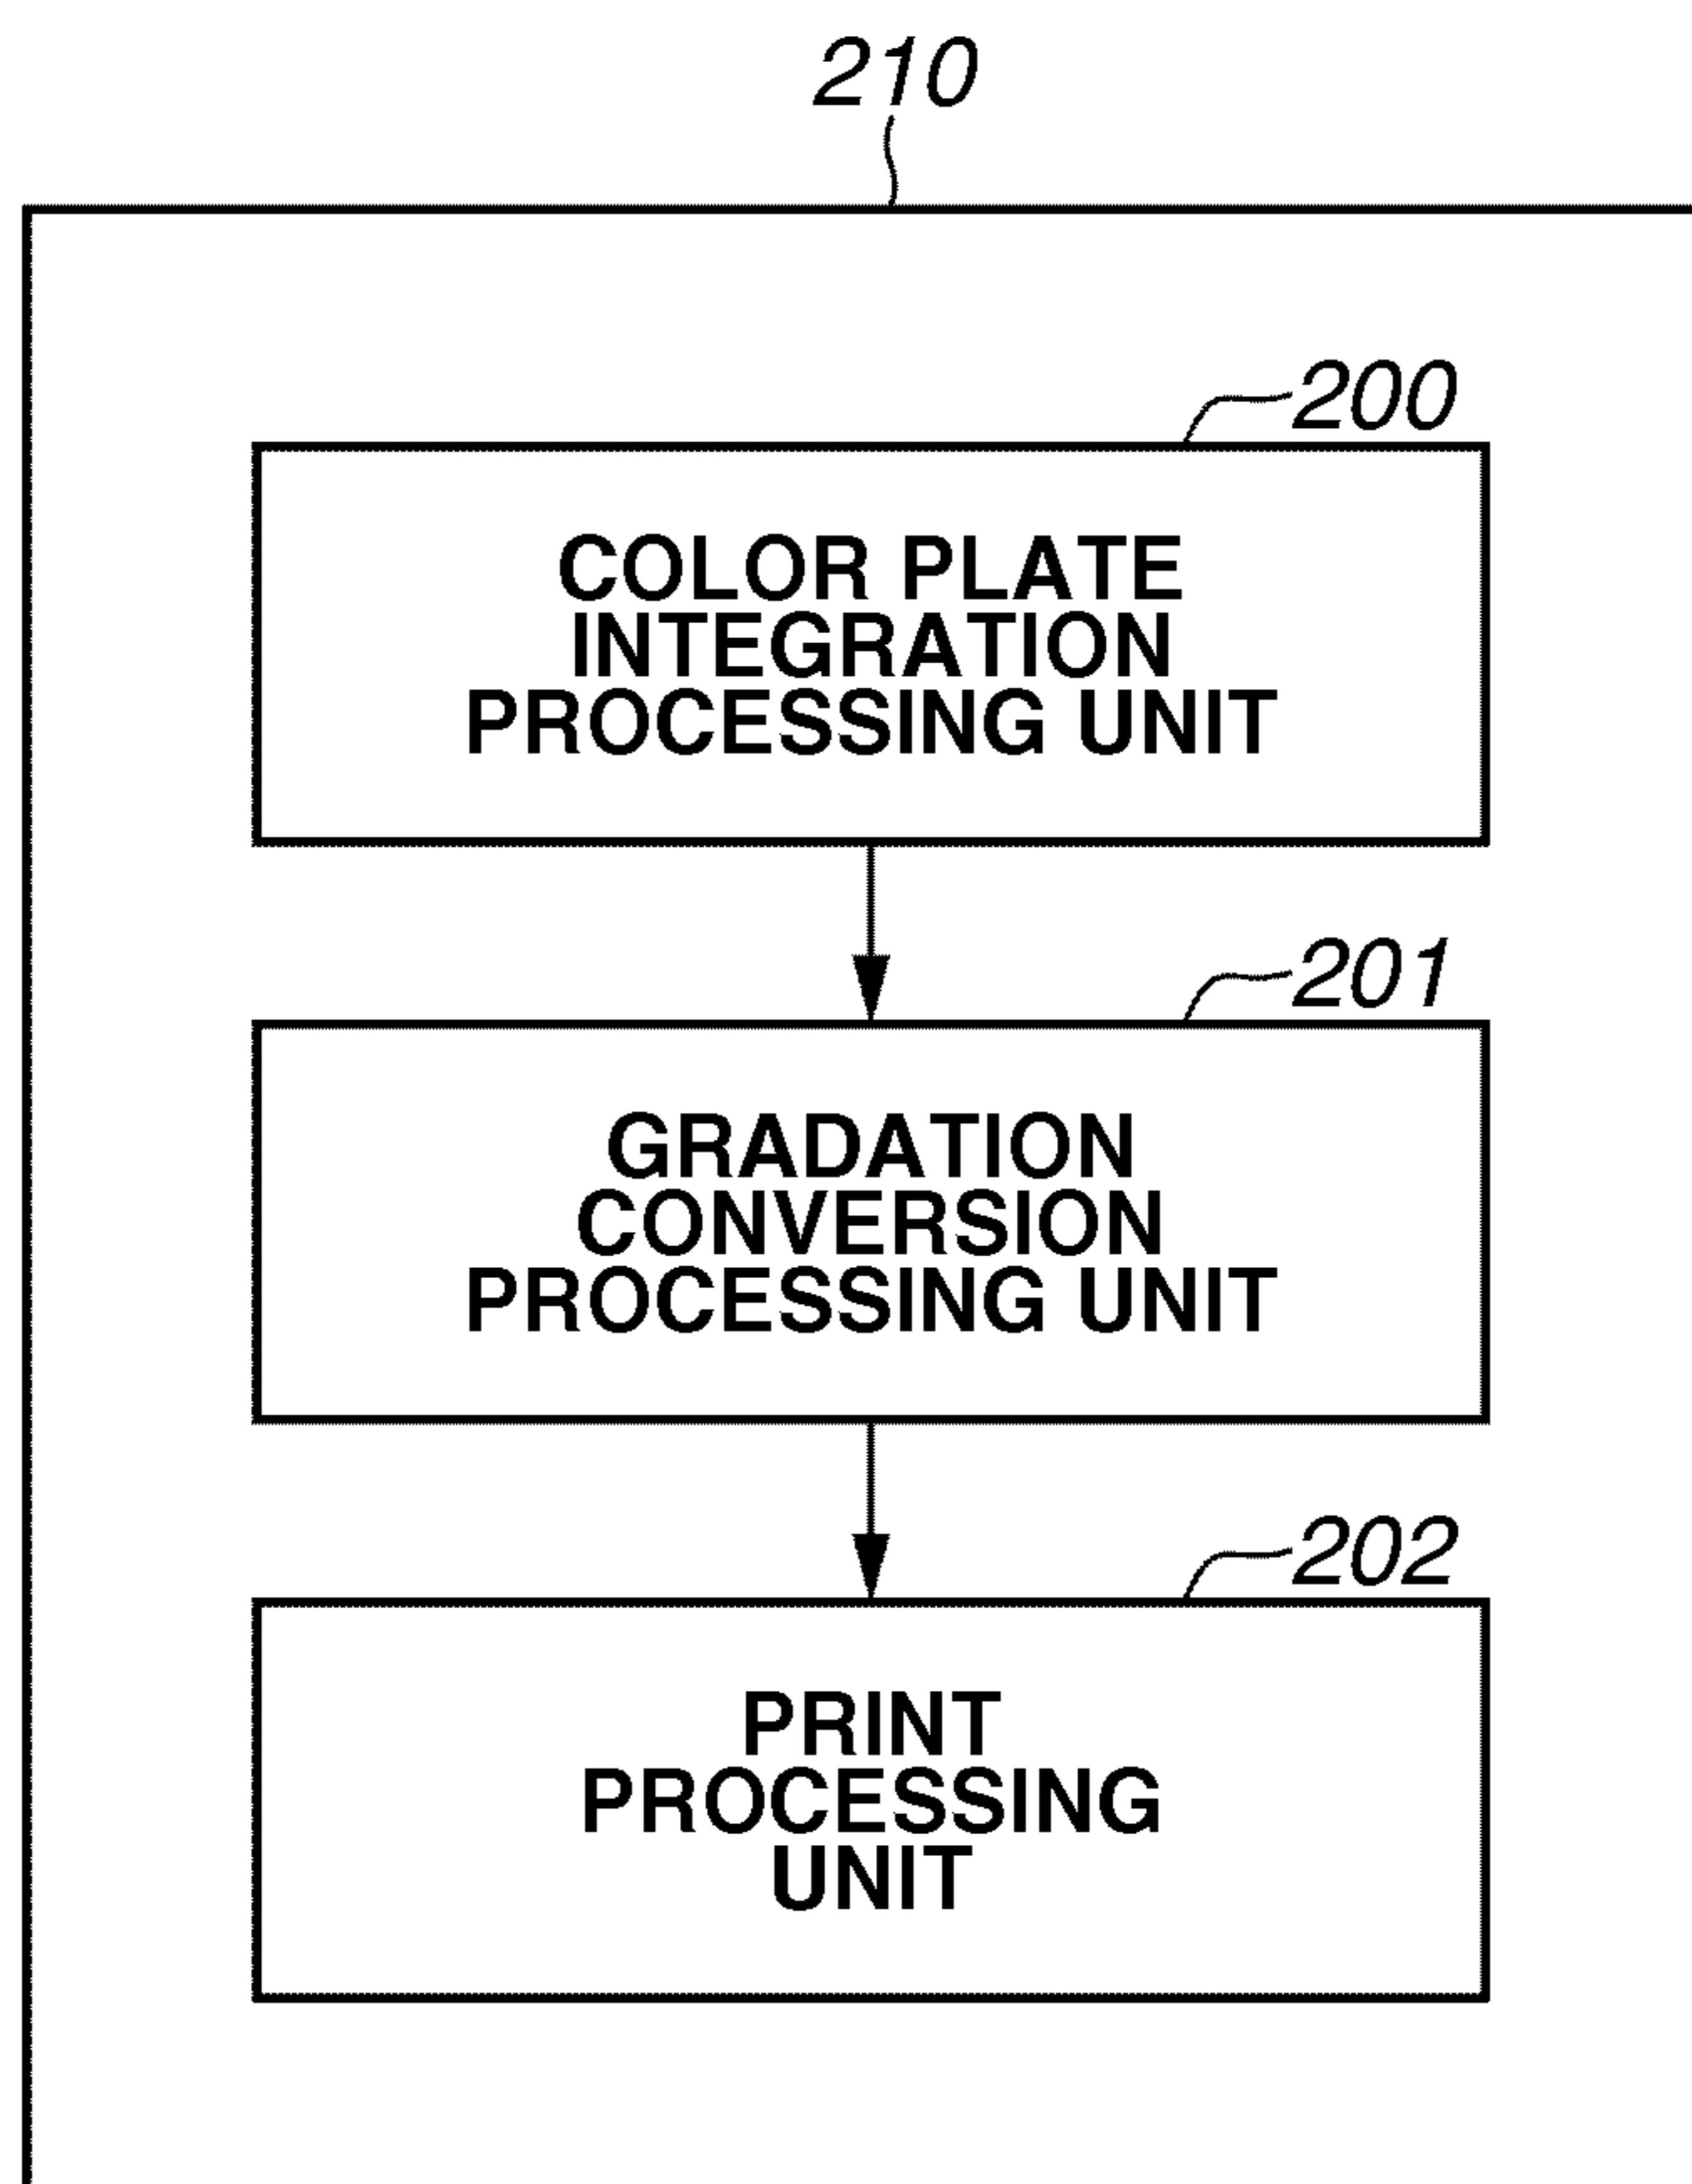 210
200
COLOR PLATE
INTEGRATION
PROCESSING UNIT
201
GRADATION
CONVERSION
PROCESSING UNIT
202
PRINT
PROCESSING
UNIT